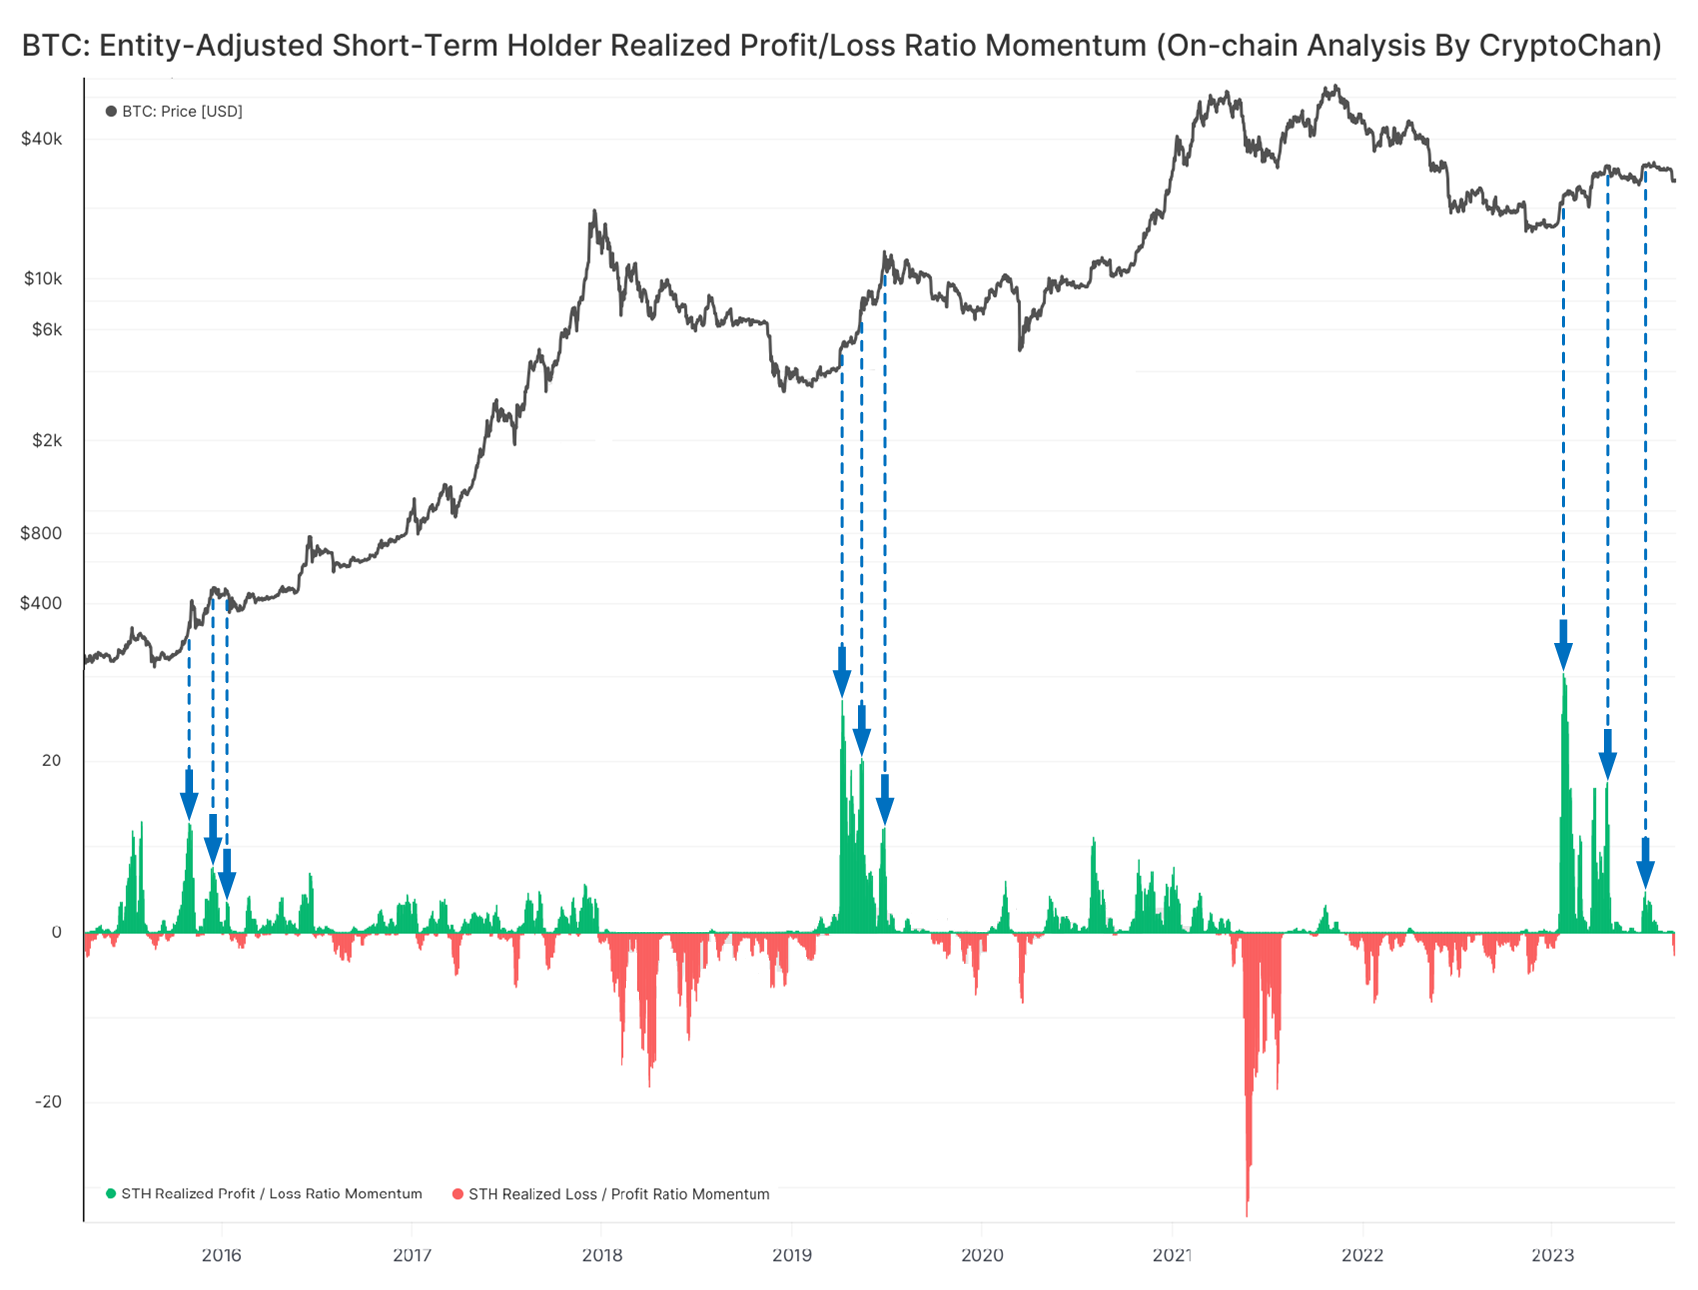 BTC: Entity-Adjusted Short-Term Holder Realized Profit/Loss Ratio Momentum (On-chain Analysis By CryptoChan)
BTC: Price [USD]
$40k
$10k
$6k
$2k
$800
$400
20
0
-20
STH Realized Profit / Loss Ratio Momentum STH Realized Loss / Profit Ratio Momentum
2016 2017 2018 2019 2020 2021 2022 2023